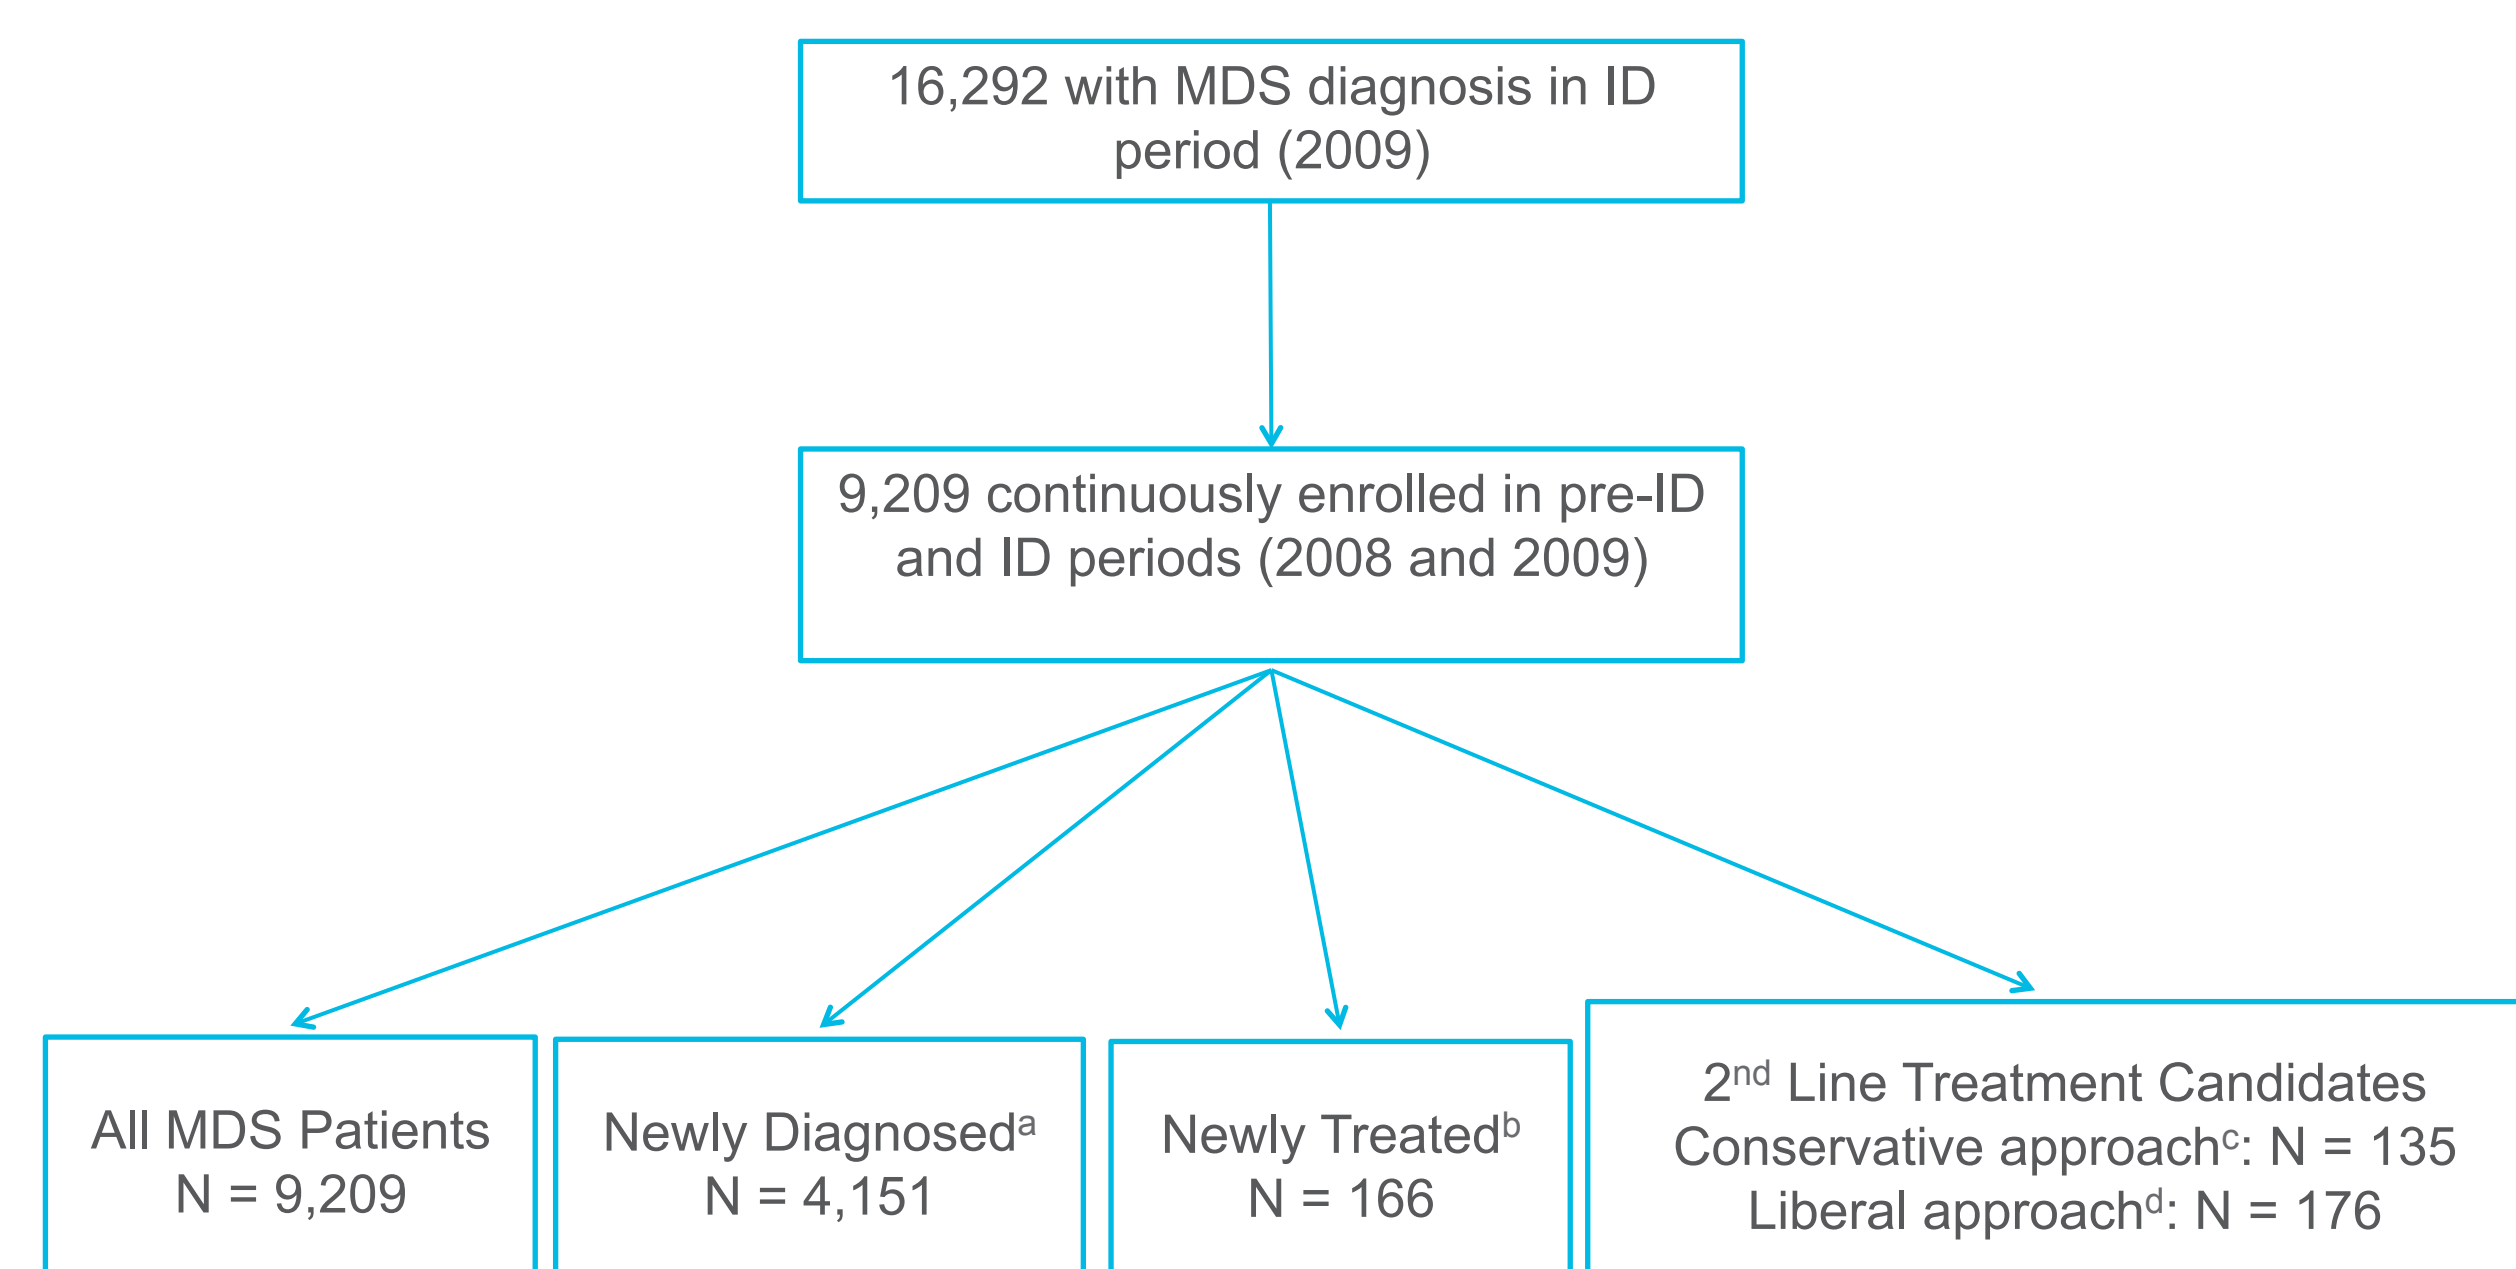 16,292 with MDS diagnosis in ID
period (2009)
9,209 continuously enrolled in pre-ID
and ID periods (2008 and 2009)
All MDS Patients
N = 9,209
Newly Diagnosedᵃ
N = 4,151
Newly Treatedᵇ
N = 166
2ⁿᵈ Line Treatment Candidates
Conservative approachᶜ: N = 135
Liberal approachᵈ: N = 176